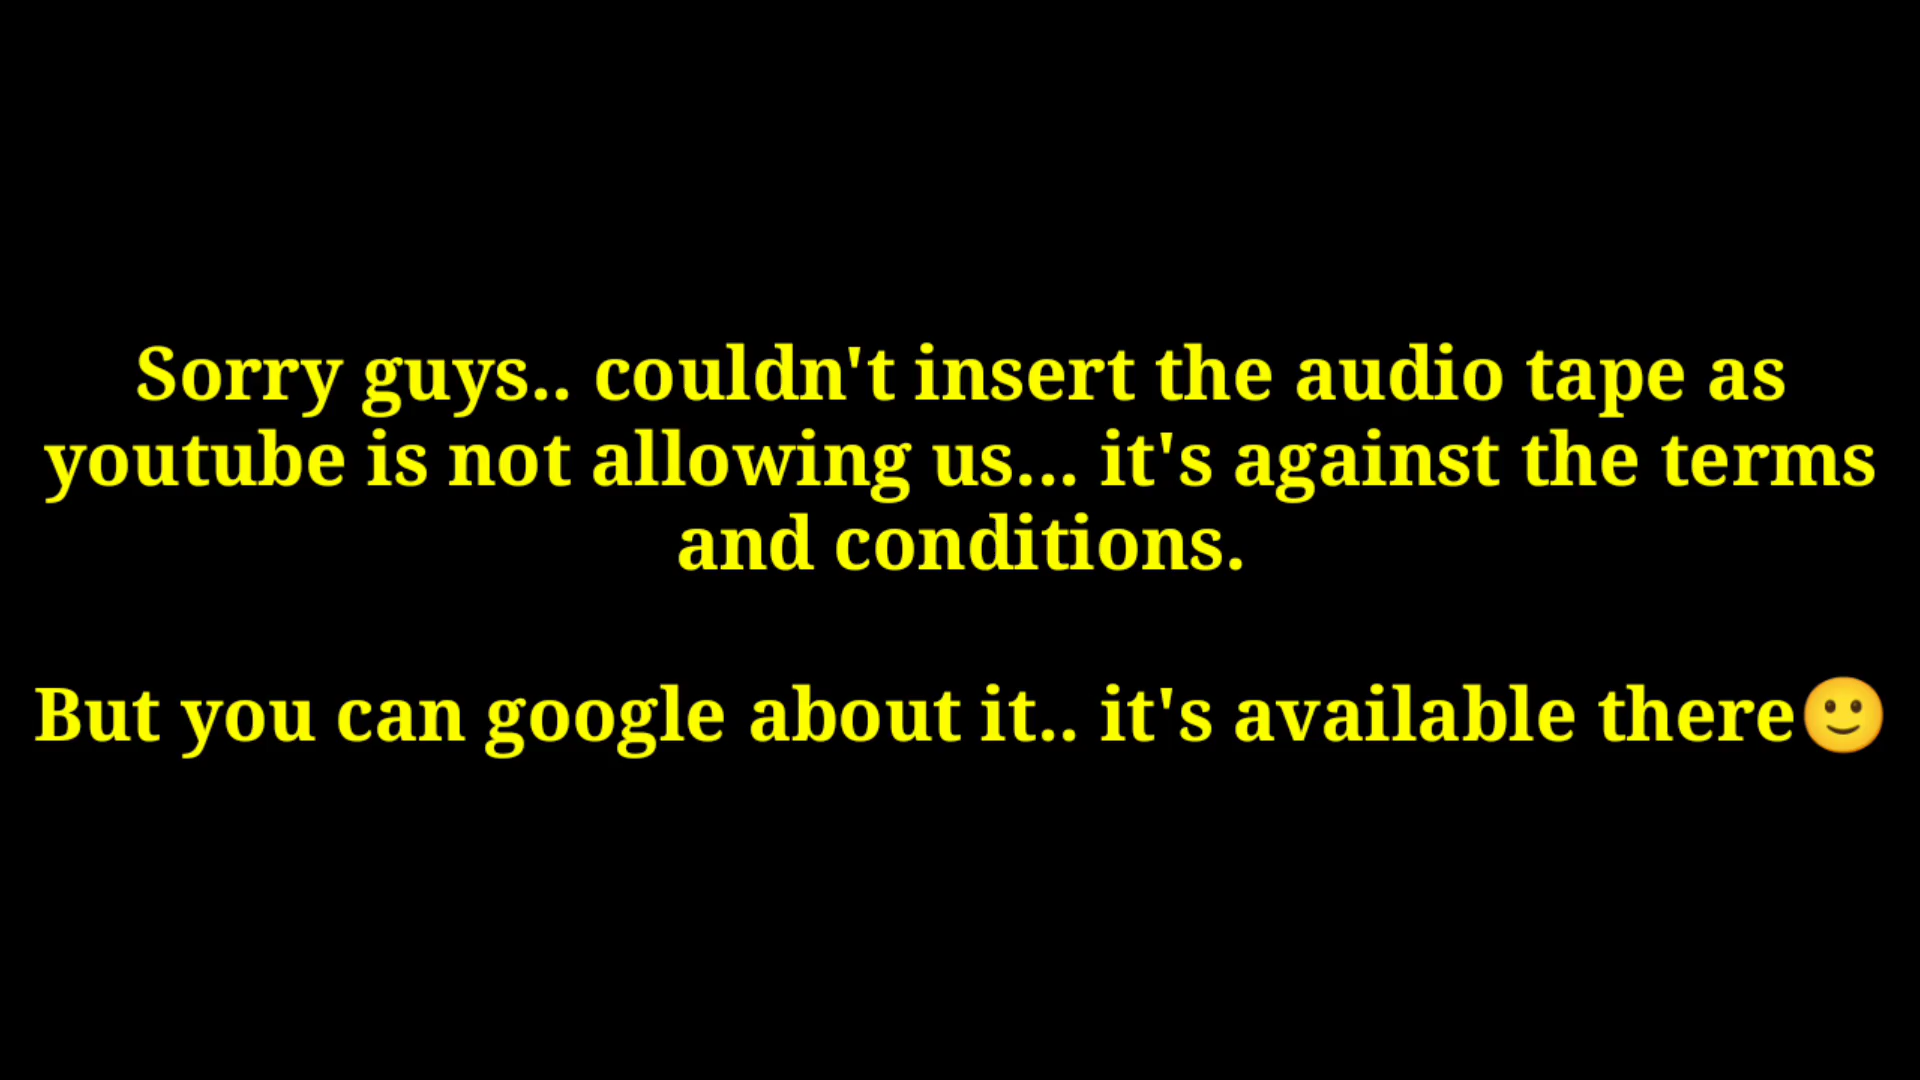 Sorry guys.. couldn't insert the audio tape as
youtube is not allowing us... it's against the terms
and conditions.
But you can google about it.. it's available there🙂